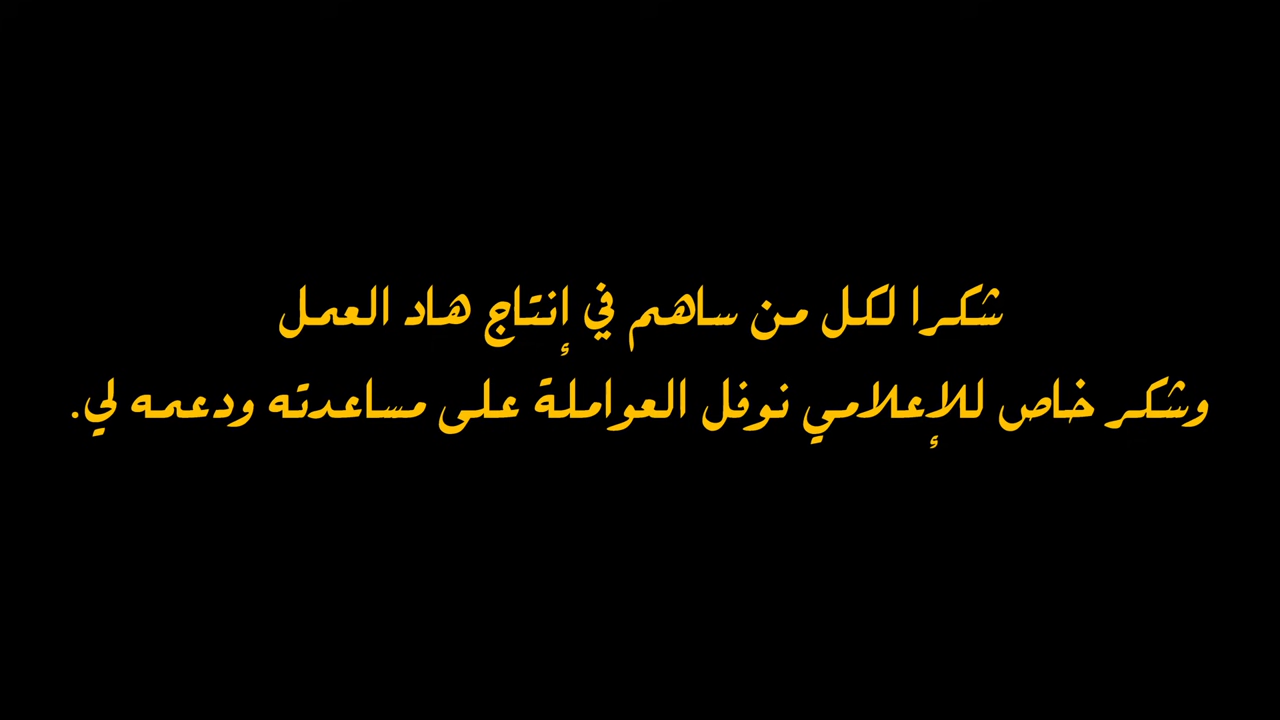 شكرا لكل من ساهم في إنتاج هاد العمل
وشكر خاص للإعلامي نوفل العواملة على مساعدته ودعمه لي.